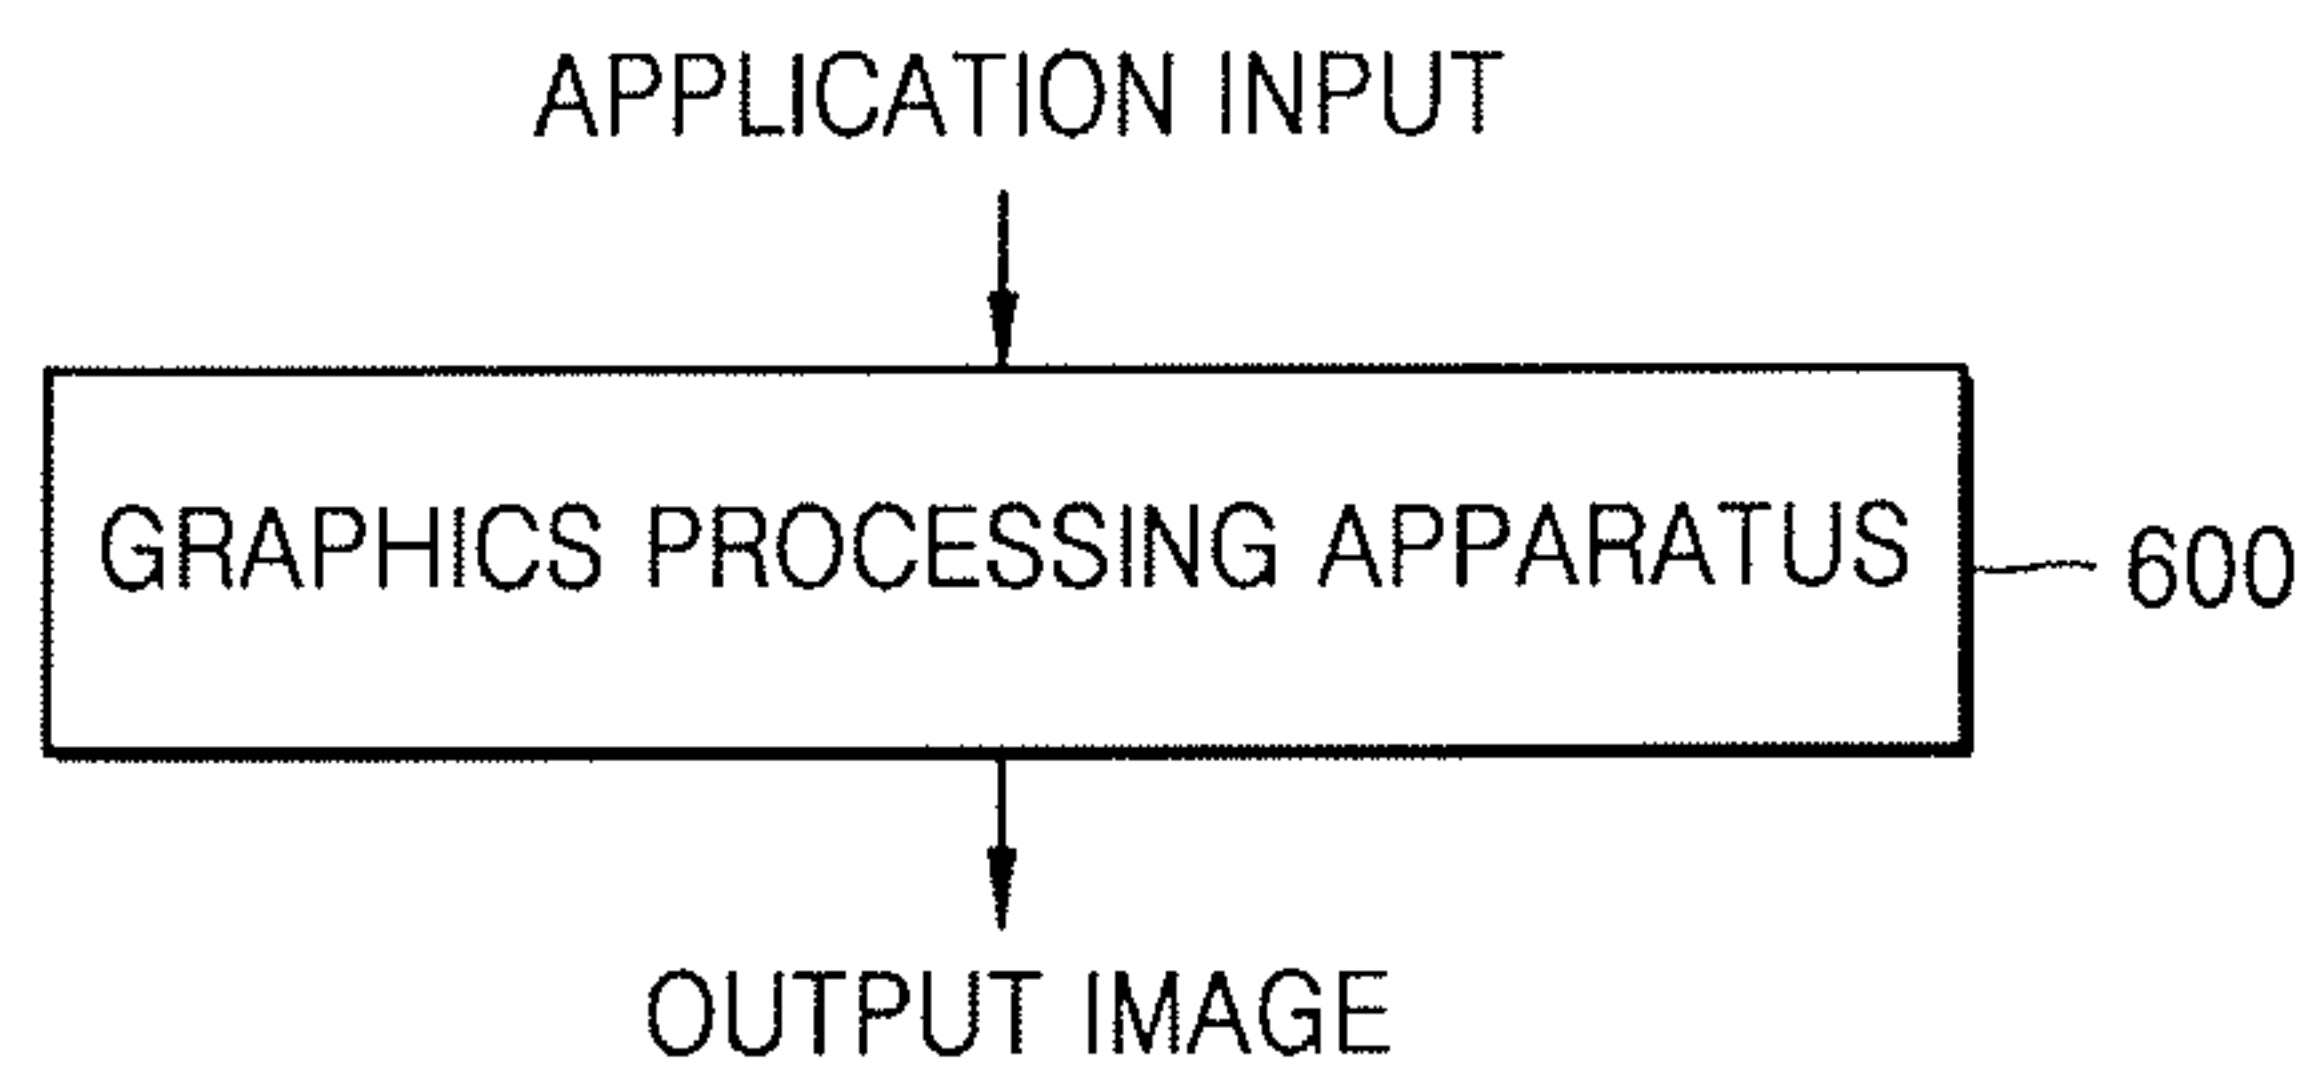 APPLICATION INPUT
GRAPHICS PROCESSING APPARATUS
600
OUTPUT IMAGE